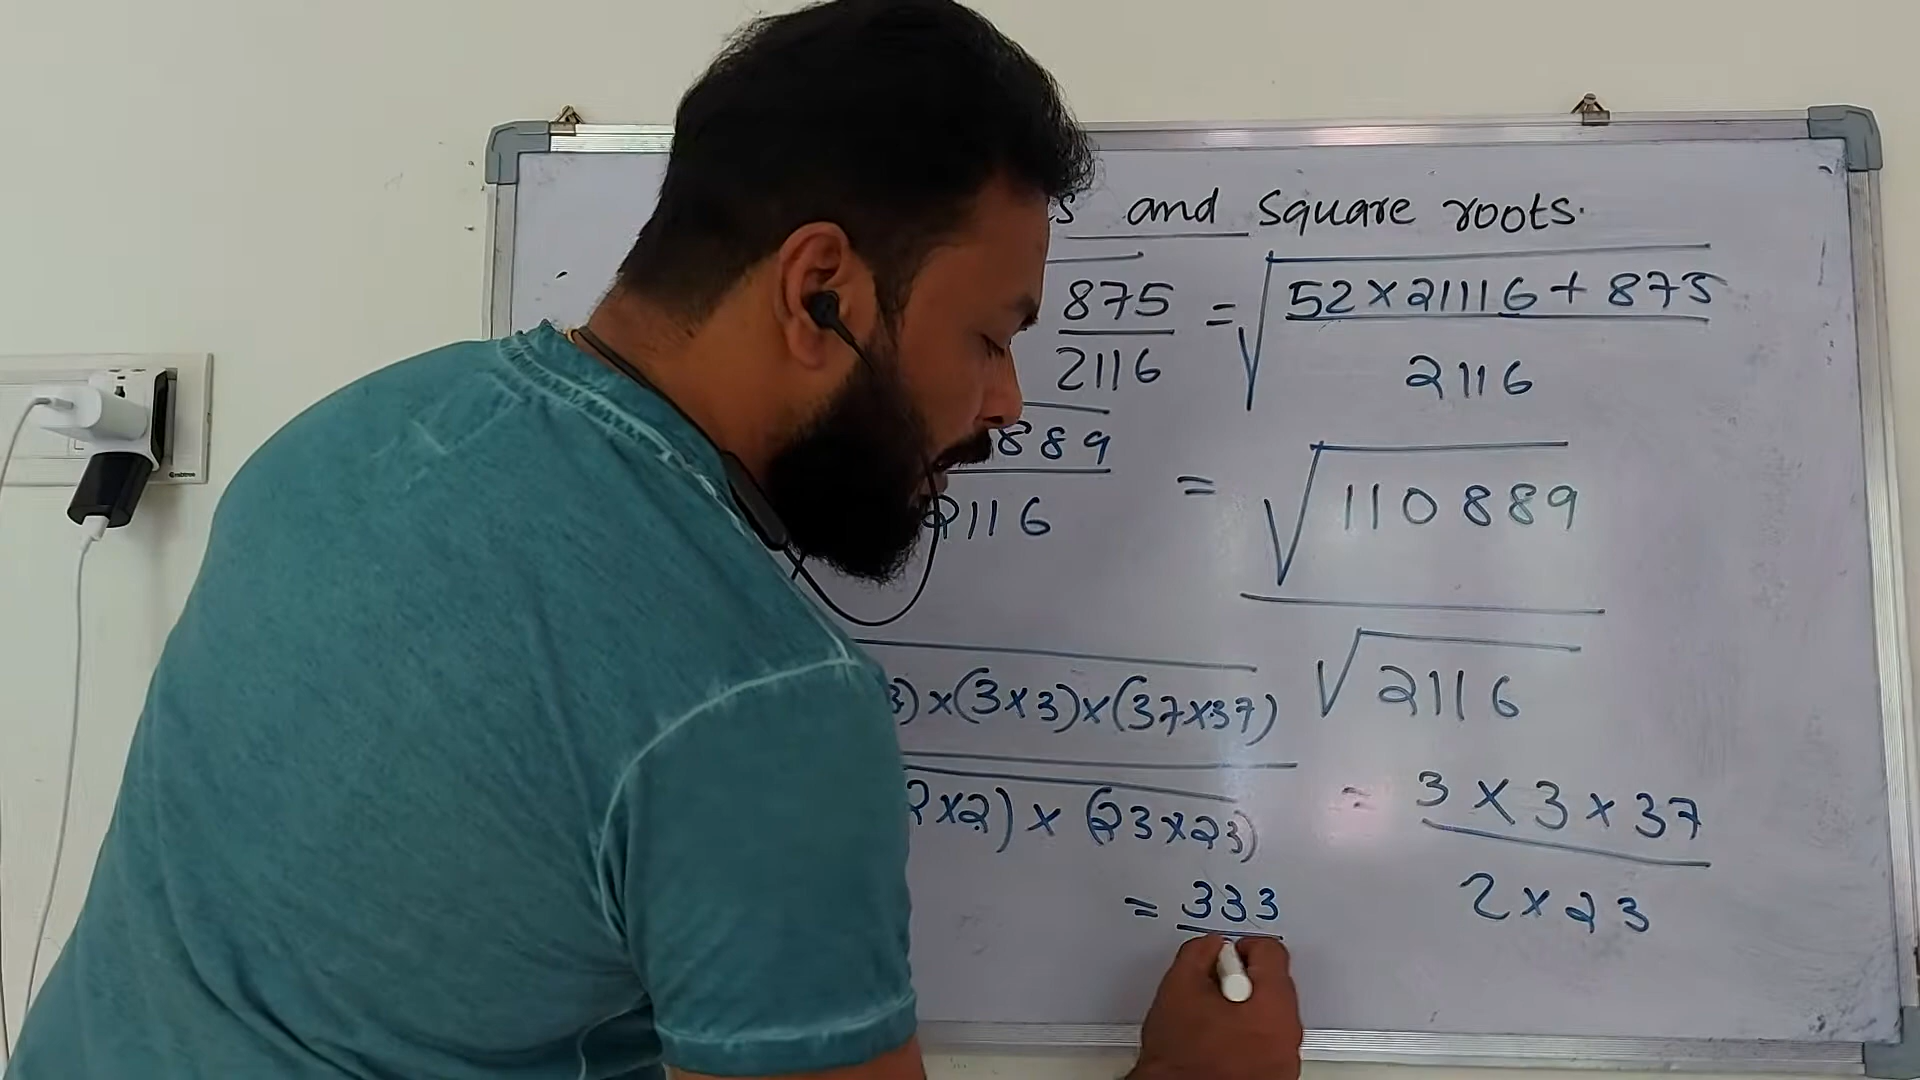 s and square roots.
875 = √ 52×21116+ 875
2116 2116
889 = √ 110889
2116
√ 2116
3) ×(3×3)×(37×37) = 3 × 3 × 37
2×2) × (23×23) 2 × 23
= 333